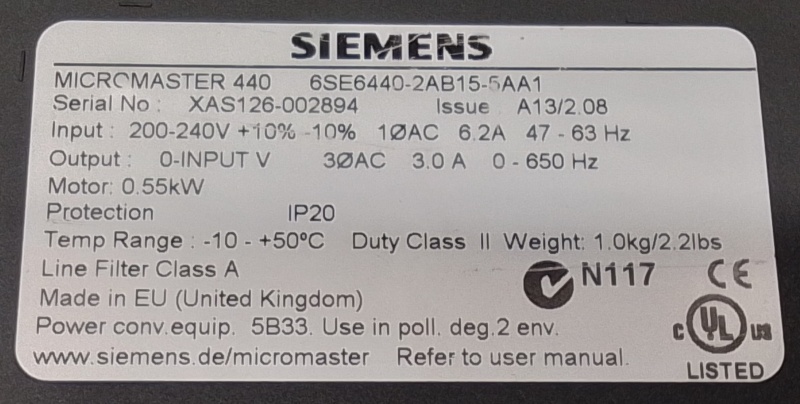 SIEMENS
MICROMASTER 440 6SE6440-2AB15-5AA1
Serial No : XAS126-002894 Issue A13/2.08
Input : 200-240V +10% -10% 1ØAC 6.2A 47 - 63 Hz
Output : 0-INPUT V 3ØAC 3.0 A 0 - 650 Hz
Motor: 0.55kW
Protection IP20
Temp Range : -10 - +50ºC Duty Class II Weight: 1.0kg/2.2lbs
Line Filter Class A N117 CE
Made in EU (United Kingdom)
Power conv.equip. 5B33. Use in poll. deg.2 env. c UL us
www.siemens.de/micromaster Refer to user manual. LISTED